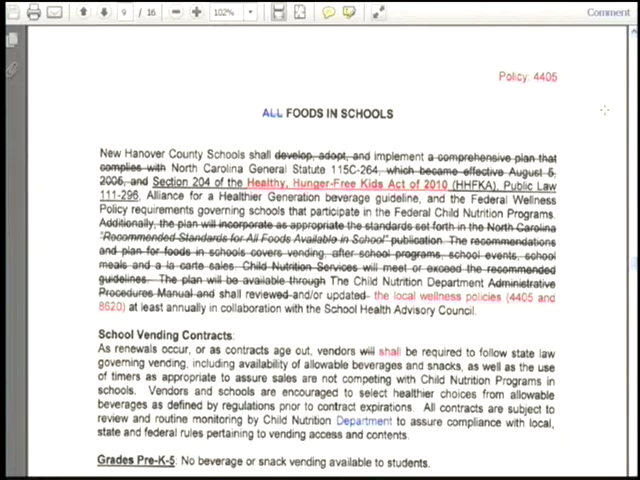 9 / 16 102% Comment
Policy: 4405
ALL FOODS IN SCHOOLS
New Hanover County Schools shall develop, adopt, and implement a comprehensive plan that
complies with North Carolina General Statute 115C-264, which became effective August 5,
2005, and Section 204 of the Healthy, Hunger-Free Kids Act of 2010 (HHFKA), Public Law
111-296, Alliance for a Healthier Generation beverage guideline, and the Federal Wellness
Policy requirements governing schools that participate in the Federal Child Nutrition Programs.
Additionally, the plan will incorporate as appropriate the standards set forth in the North Carolina
"Recommended Standards for All Foods Available in School" publication. The recommendations
and plan for foods in schools covers vending, after school programs, school events, school
meals and a la carte sales. Child Nutrition Services will meet or exceed the recommended
guidelines. The plan will be available through The Child Nutrition Department Administrative
Procedures Manual and shall reviewed and/or updated the local wellness policies (4405 and
8620) at least annually in collaboration with the School Health Advisory Council.
School Vending Contracts:
As renewals occur, or as contracts age out, vendors will shall be required to follow state law
governing vending, including availability of allowable beverages and snacks, as well as the use
of timers as appropriate to assure sales are not competing with Child Nutrition Programs in
schools. Vendors and schools are encouraged to select healthier choices from allowable
beverages as defined by regulations prior to contract expirations. All contracts are subject to
review and routine monitoring by Child Nutrition Department to assure compliance with local,
state and federal rules pertaining to vending access and contents.
Grades Pre-K-5: No beverage or snack vending available to students.